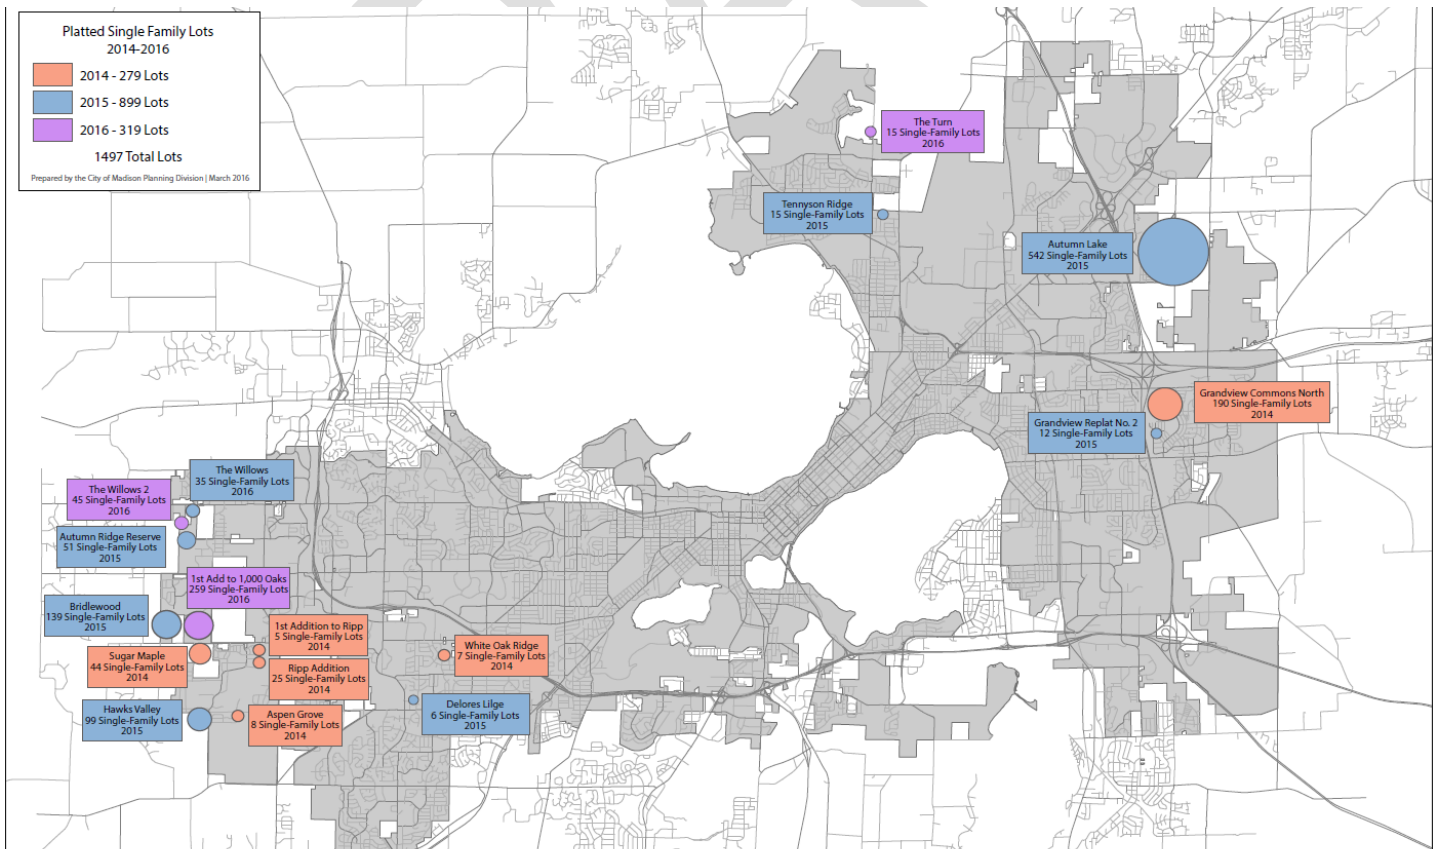 Platted Single Family Lots
2014-2016
2014 - 279 Lots
2015 - 899 Lots
2016 - 319 Lots
1497 Total Lots
Prepared by the City of Madison Planning Division | March 2016
The Turn
15 Single-Family Lots
2016
Tennyson Ridge
15 Single-Family Lots
2015
Autumn Lake
542 Single-Family Lots
2015
Grandview Commons North
190 Single-Family Lots
2014
Grandview Replat No. 2
12 Single-Family Lots
2015
The Willows
35 Single-Family Lots
2016
The Willows 2
45 Single-Family Lots
2016
Autumn Ridge Reserve
51 Single-Family Lots
2015
1st Add to 1,000 Oaks
259 Single-Family Lots
2016
Bridlewood
139 Single-Family Lots
2015
1st Addition to Ripp
5 Single-Family Lots
2014
White Oak Ridge
7 Single-Family Lots
2014
Sugar Maple
44 Single-Family Lots
2014
Ripp Addition
25 Single-Family Lots
2014
Hawks Valley
99 Single-Family Lots
2015
Aspen Grove
8 Single-Family Lots
2014
Delores Lilge
6 Single-Family Lots
2015